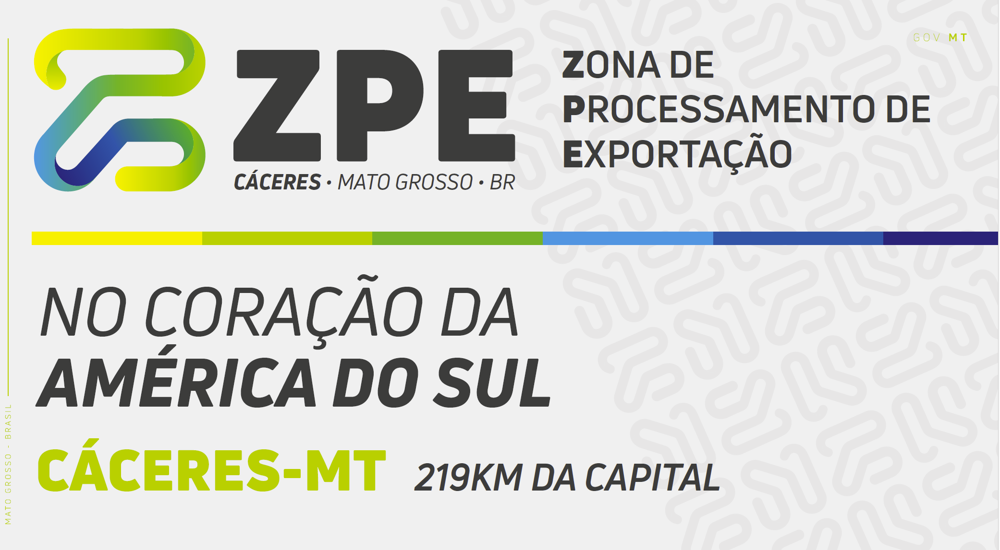 GOV MT
ZPE
CÁCERES • MATO GROSSO • BR
ZONA DE
PROCESSAMENTO DE
EXPORTAÇÃO
NO CORAÇÃO DA
AMÉRICA DO SUL
CÁCERES-MT
219KM DA CAPITAL
MATO GROSSO - BRASIL